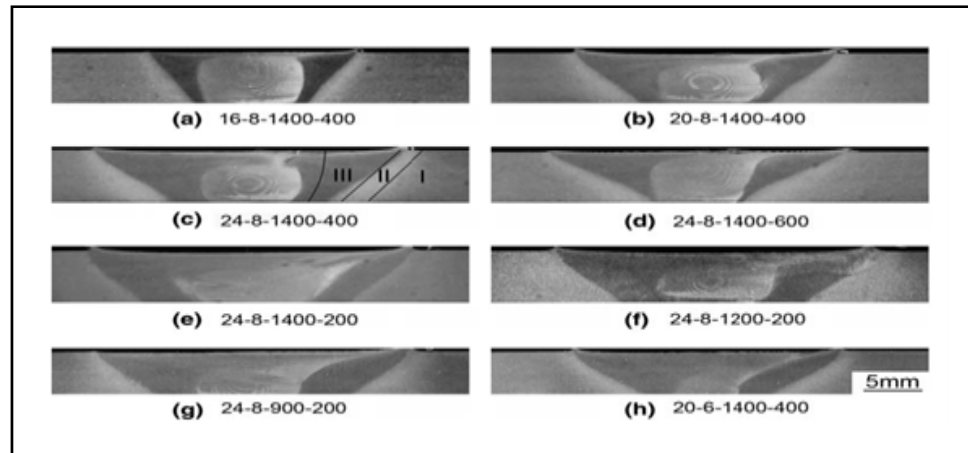 (a) 16-8-1400-400
(b) 20-8-1400-400
III II I
(c) 24-8-1400-400
(d) 24-8-1400-600
(e) 24-8-1400-200
(f) 24-8-1200-200
(g) 24-8-900-200
5mm
(h) 20-6-1400-400